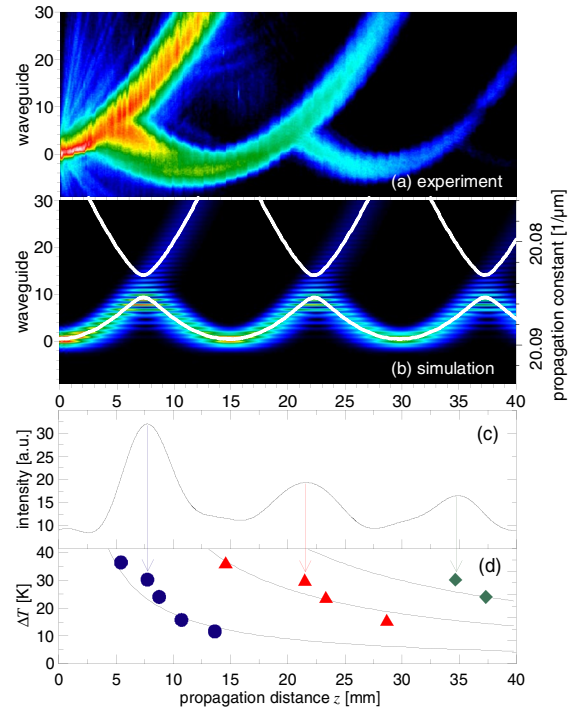 30
20
10
0
waveguide
(a) experiment
30
20
10
0
waveguide
20.08
20.09
propagation constant [1/µm]
(b) simulation
0 5 10 15 20 25 30 35 40
30
25
20
15
10
intensity [a.u.]
(c)
40
30
20
10
0
ΔT [K]
(d)
0 5 10 15 20 25 30 35 40
propagation distance z [mm]